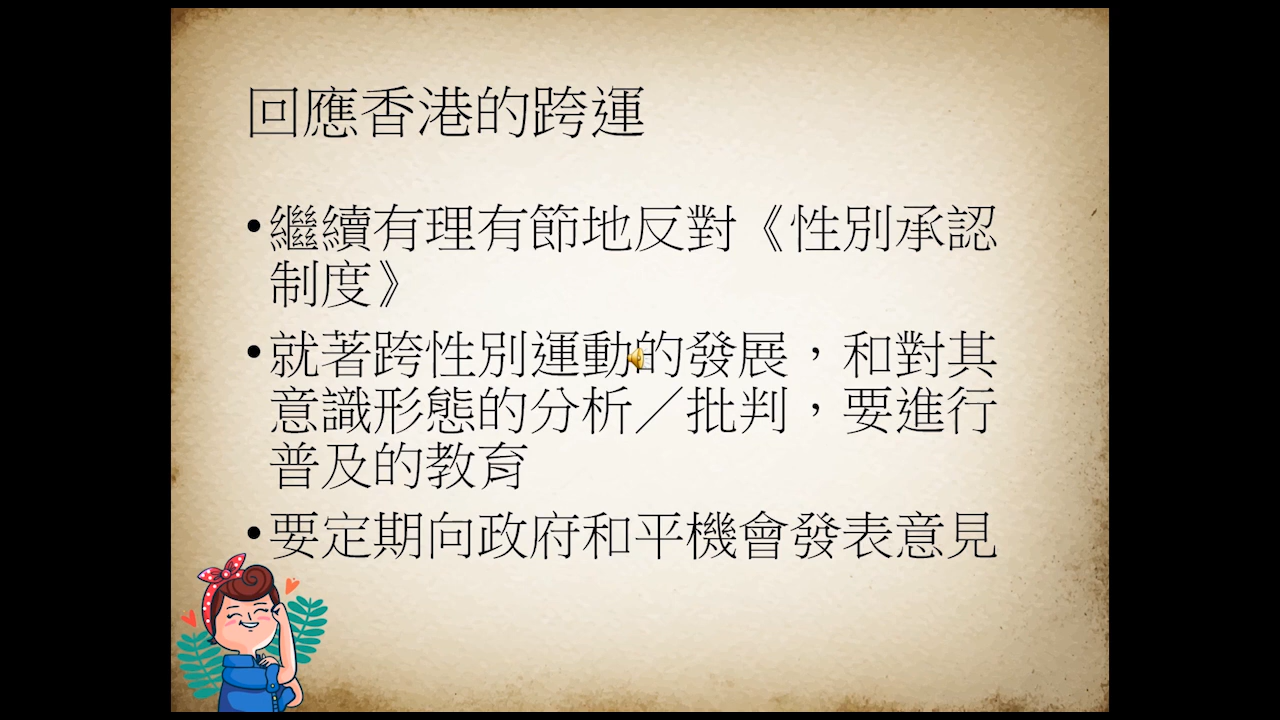 回應香港的跨運
•繼續有理有節地反對《性別承認
制度》
•就著跨性別運動的發展，和對其
意識形態的分析／批判，要進行
普及的教育
•要定期向政府和平機會發表意見